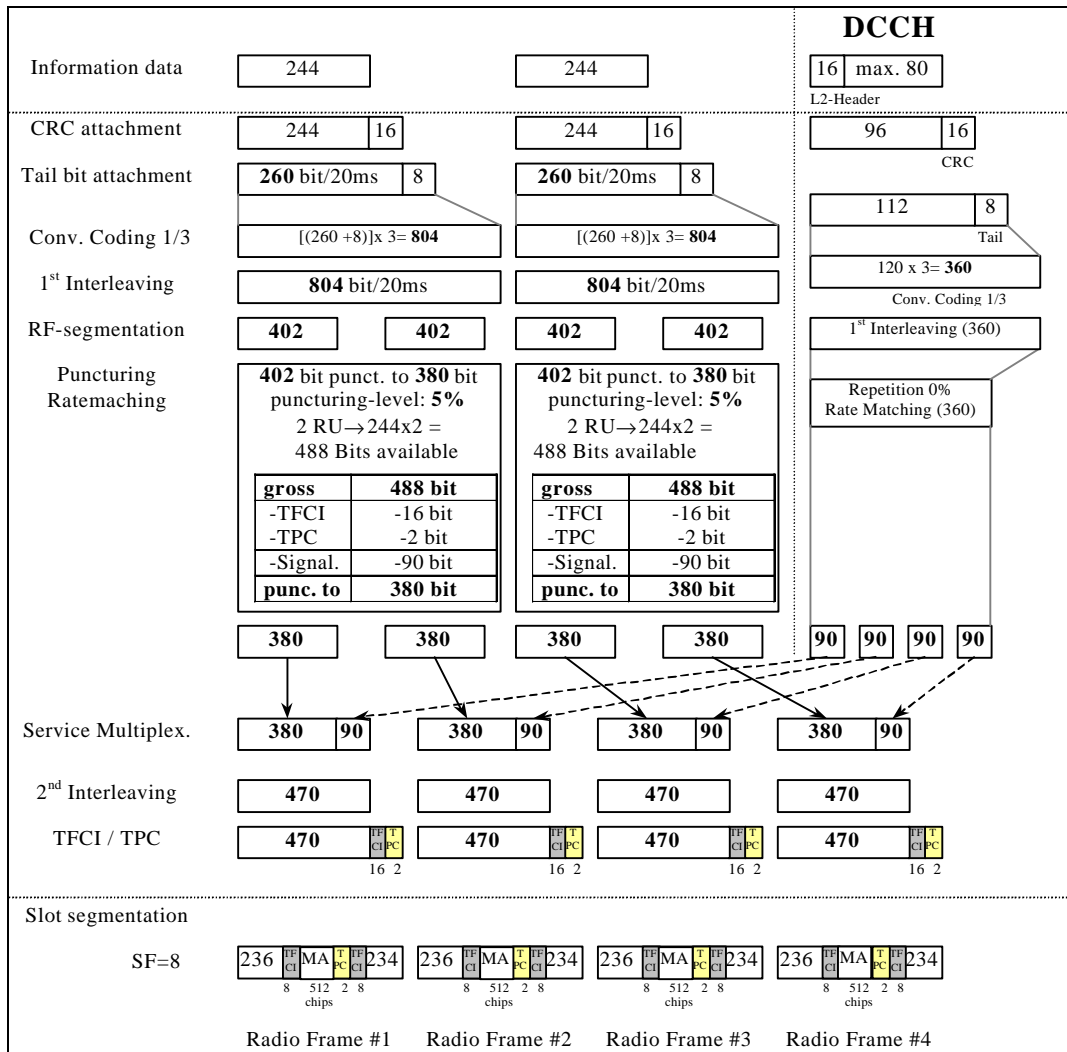 DCCH
Information data 244 244 16 max. 80
L2-Header
CRC attachment 244 16 244 16 96 16
CRC
Tail bit attachment 260 bit/20ms 8 260 bit/20ms 8
112 8
Tail
Conv. Coding 1/3 [(260 +8)]x 3= 804 [(260 +8)]x 3= 804
120 x 3= 360
Conv. Coding 1/3
1st Interleaving 804 bit/20ms 804 bit/20ms
RF-segmentation 402 402 402 402 1st Interleaving (360)
Puncturing
Ratemaching
402 bit punct. to 380 bit
puncturing-level: 5%
2 RU→244x2 =
488 Bits available
gross 488 bit
-TFCI -16 bit
-TPC -2 bit
-Signal. -90 bit
punc. to 380 bit
402 bit punct. to 380 bit
puncturing-level: 5%
2 RU→244x2 =
488 Bits available
gross 488 bit
-TFCI -16 bit
-TPC -2 bit
-Signal. -90 bit
punc. to 380 bit
Repetition 0%
Rate Matching (360)
380 380 380 380 90 90 90 90
Service Multiplex. 380 90 380 90 380 90 380 90
2nd Interleaving 470 470 470 470
TFCI / TPC 470 TF CI T PC 470 TF CI T PC 470 TF CI T PC 470 TF CI T PC
16 2 16 2 16 2 16 2
Slot segmentation
SF=8 236 TF CI MA T PC TF CI 234 236 TF CI MA T PC TF CI 234 236 TF CI MA T PC TF CI 234 236 TF CI MA T PC TF CI 234
8 512 2 8 8 512 2 8 8 512 2 8 8 512 2 8
chips chips chips chips
Radio Frame #1 Radio Frame #2 Radio Frame #3 Radio Frame #4